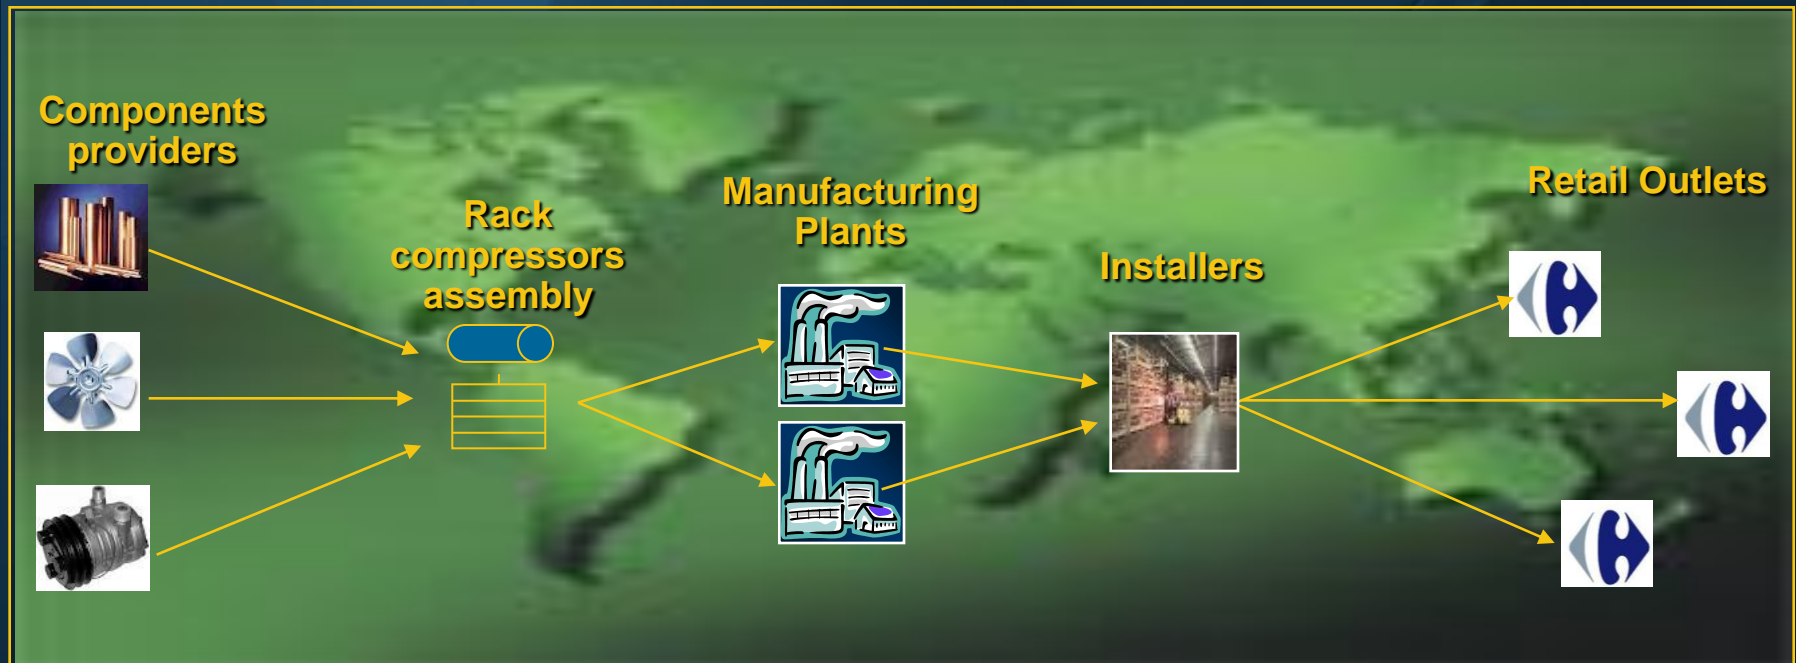 Components
providers
Rack
compressors
assembly
Manufacturing
Plants
Installers
Retail Outlets